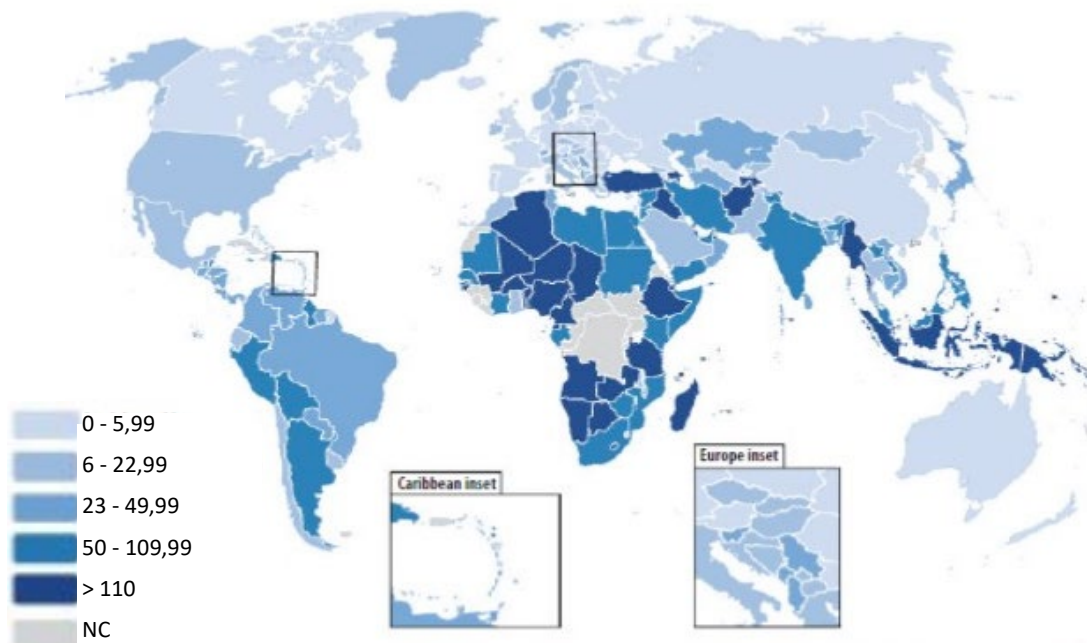 0 - 5,99
6 - 22,99
23 - 49,99
50 - 109,99
> 110
NC
Caribbean inset
Europe inset